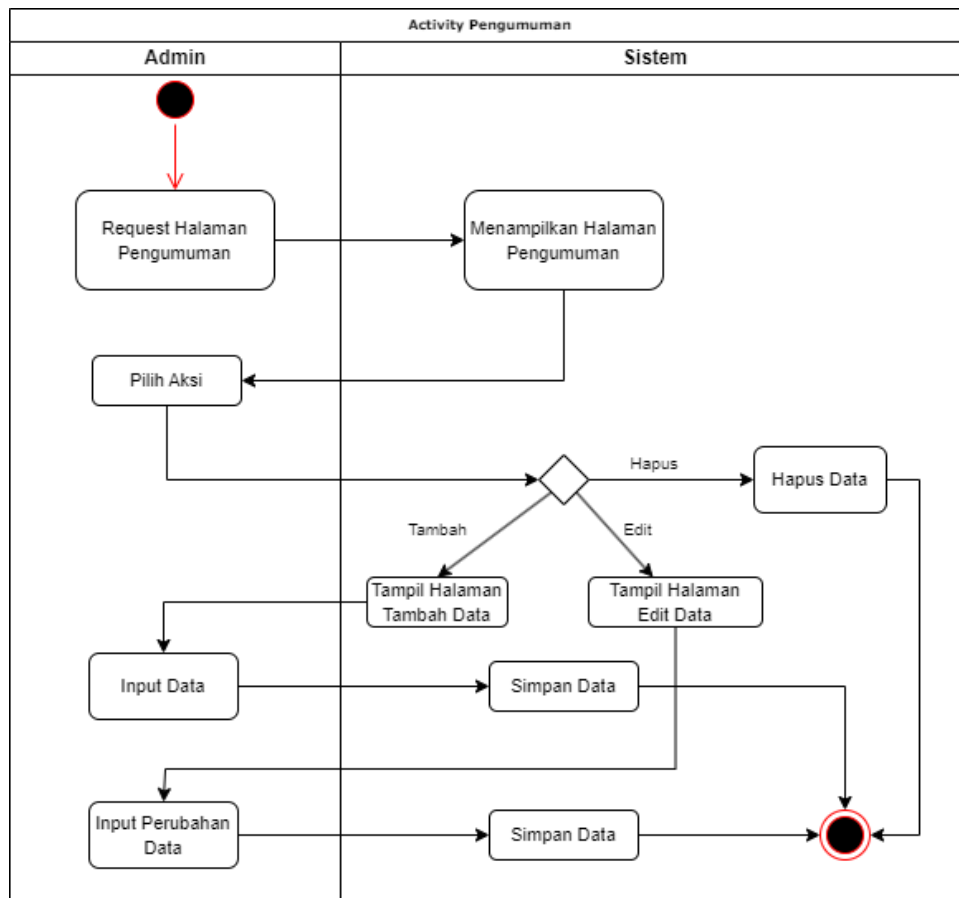 Activity Pengumuman
Admin
Sistem
Request Halaman
Pengumuman
Menampilkan Halaman
Pengumuman
Pilih Aksi
Hapus
Hapus Data
Tambah
Edit
Tampil Halaman
Tambah Data
Tampil Halaman
Edit Data
Input Data
Simpan Data
Input Perubahan
Data
Simpan Data